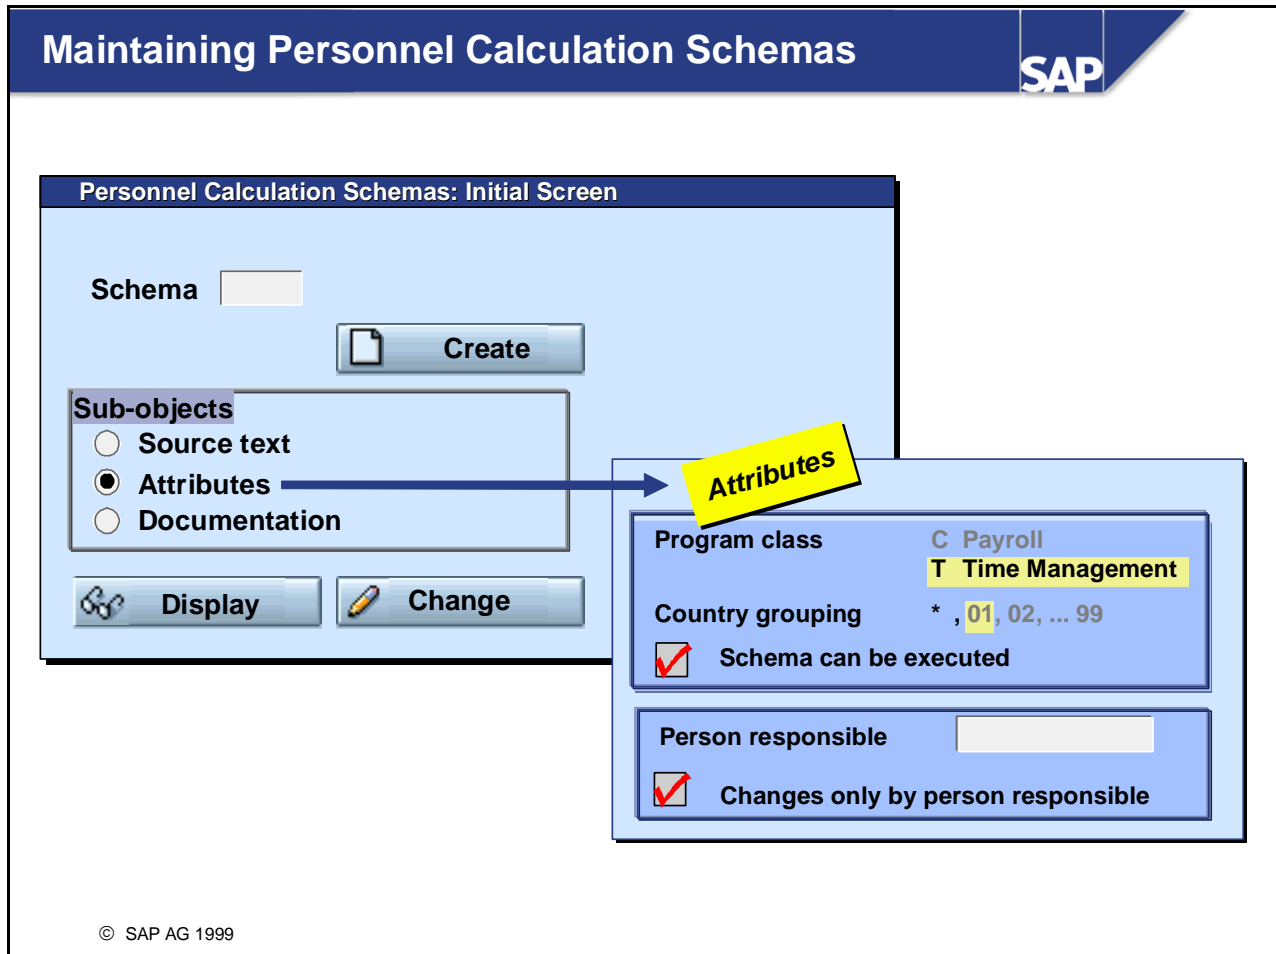 Maintaining Personnel Calculation Schemas
SAP
Personnel Calculation Schemas: Initial Screen
Schema
Create
Sub-objects
Source text
Attributes
Documentation
Display
Change
Attributes
Program class C Payroll
T Time Management
Country grouping * , 01, 02, ... 99
Schema can be executed
Person responsible
Changes only by person responsible
© SAP AG 1999